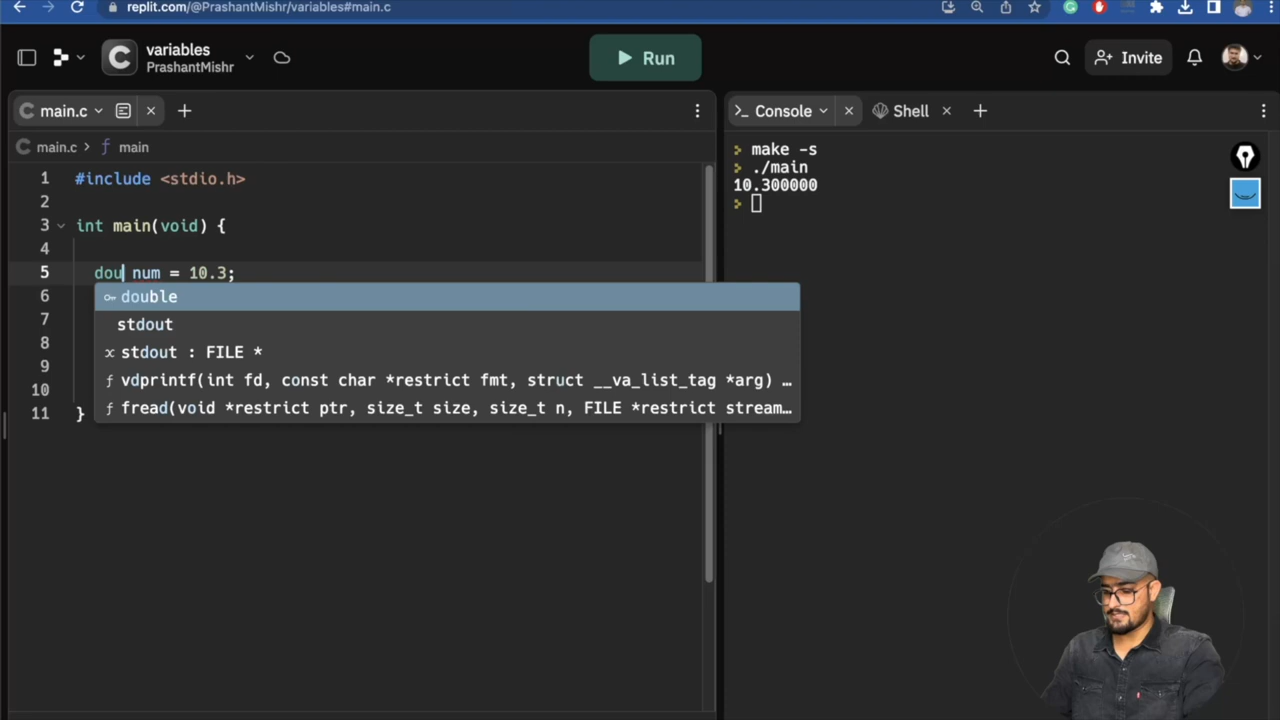 replit.com/@PrashantMishr/variables#main.c
variables
PrashantMishr
Run
Invite
main.c
Console
Shell
main.c > main
1 #include <stdio.h>
2
3 int main(void) {
4
5 dou num = 10.3;
6
7
8
9
10
11 }
double
stdout
x stdout : FILE *
f vdprintf(int fd, const char *restrict fmt, struct __va_list_tag *arg) …
f fread(void *restrict ptr, size_t size, size_t n, FILE *restrict stream…
> make -s
> ./main
10.300000
>